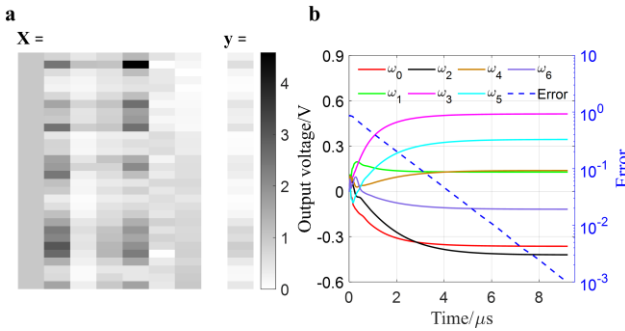 a
X =
y =
4
3
2
1
0
b
Output voltage/V
0.9
0.6
0.3
0
-0.3
-0.6
ω0 ω2 ω4 ω6
ω1 ω3 ω5 Error
0 2 4 6 8
Time/μs
10
10^0
10^-1
10^-2
10^-3
Error